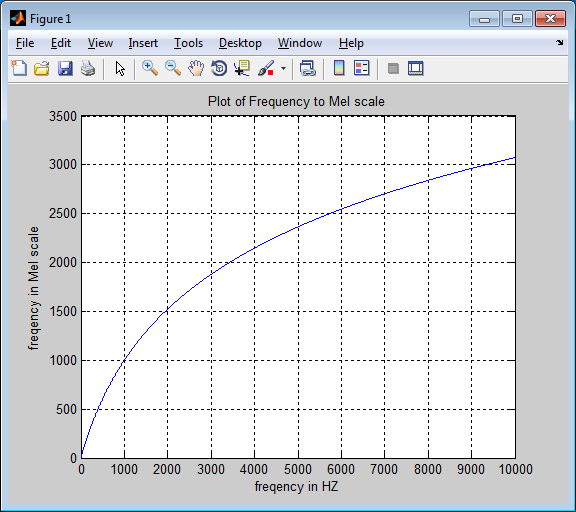 Figure 1
File Edit View Insert Tools Desktop Window Help
Plot of Frequency to Mel scale
3500
3000
2500
2000
1500
1000
500
0
freqency in Mel scale
0 1000 2000 3000 4000 5000 6000 7000 8000 9000 10000
freqency in HZ